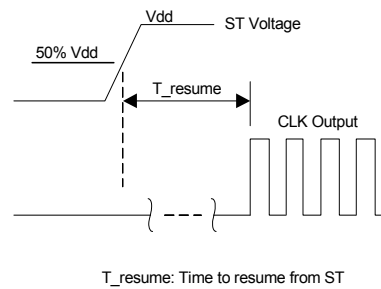 Vdd
ST Voltage
50% Vdd
T_resume
CLK Output
T_resume: Time to resume from ST